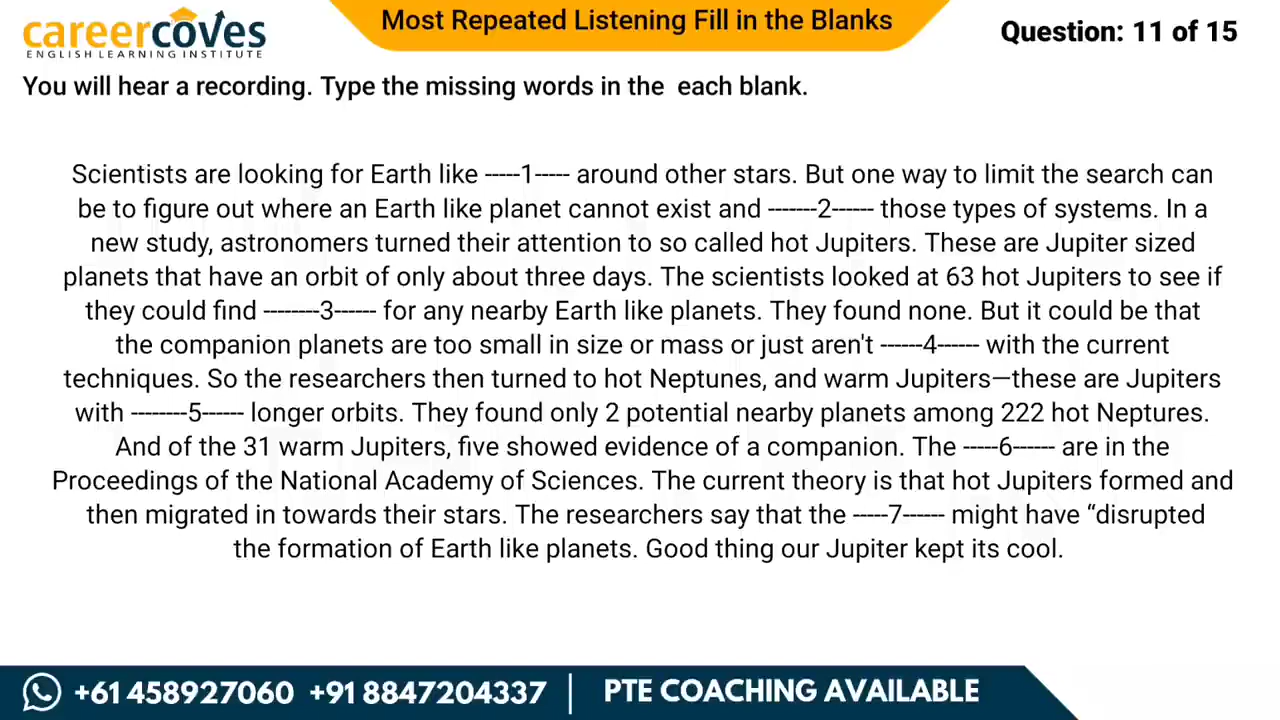 careercoves
ENGLISH LEARNING INSTITUTE
Most Repeated Listening Fill in the Blanks
Question: 11 of 15
You will hear a recording. Type the missing words in the  each blank.
Scientists are looking for Earth like -----1----- around other stars. But one way to limit the search can
be to figure out where an Earth like planet cannot exist and -------2------ those types of systems. In a
new study, astronomers turned their attention to so called hot Jupiters. These are Jupiter sized
planets that have an orbit of only about three days. The scientists looked at 63 hot Jupiters to see if
they could find --------3------ for any nearby Earth like planets. They found none. But it could be that
the companion planets are too small in size or mass or just aren't ------4------ with the current
techniques. So the researchers then turned to hot Neptunes, and warm Jupiters—these are Jupiters
with --------5------ longer orbits. They found only 2 potential nearby planets among 222 hot Neptures.
And of the 31 warm Jupiters, five showed evidence of a companion. The -----6------ are in the
Proceedings of the National Academy of Sciences. The current theory is that hot Jupiters formed and
then migrated in towards their stars. The researchers say that the -----7------ might have “disrupted
the formation of Earth like planets. Good thing our Jupiter kept its cool.
+61 458927060 +91 8847204337 | PTE COACHING AVAILABLE